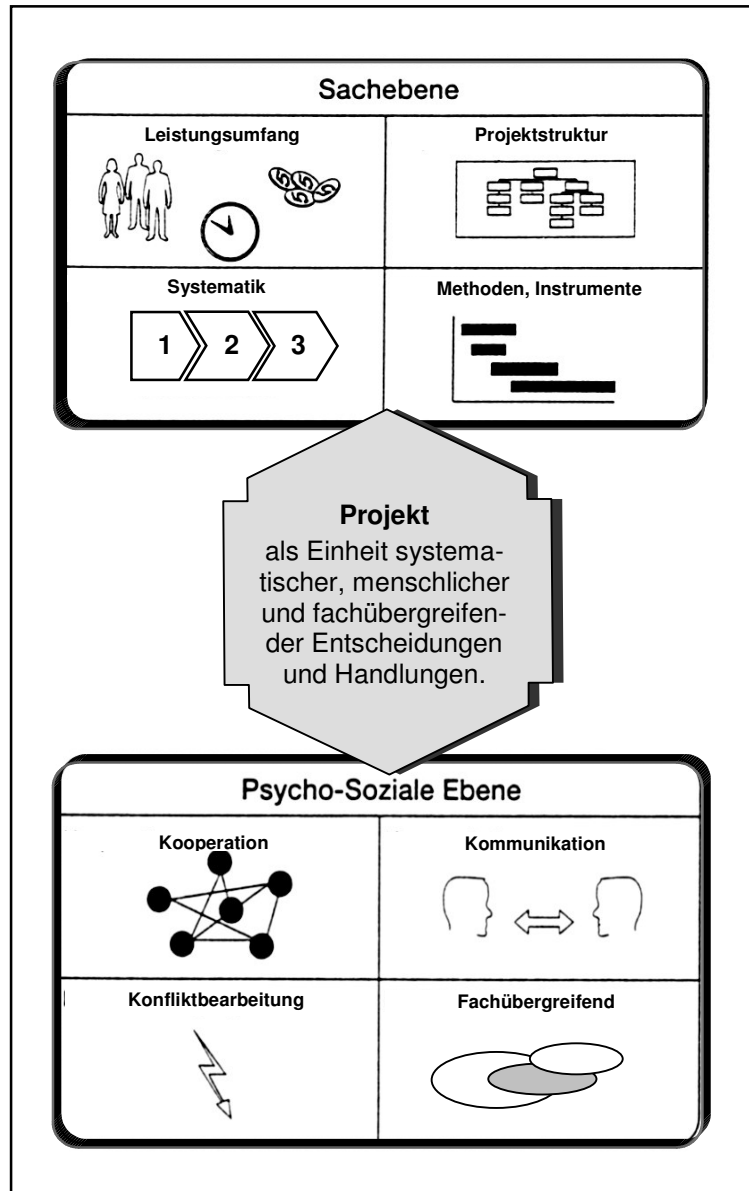 Sachebene
Leistungsumfang
Projektstruktur
Systematik
Methoden, Instrumente
1 2 3
Projekt
als Einheit systema-
tischer, menschlicher
und fachübergreifen-
der Entscheidungen
und Handlungen.
Psycho-Soziale Ebene
Kooperation
Kommunikation
Konfliktbearbeitung
Fachübergreifend